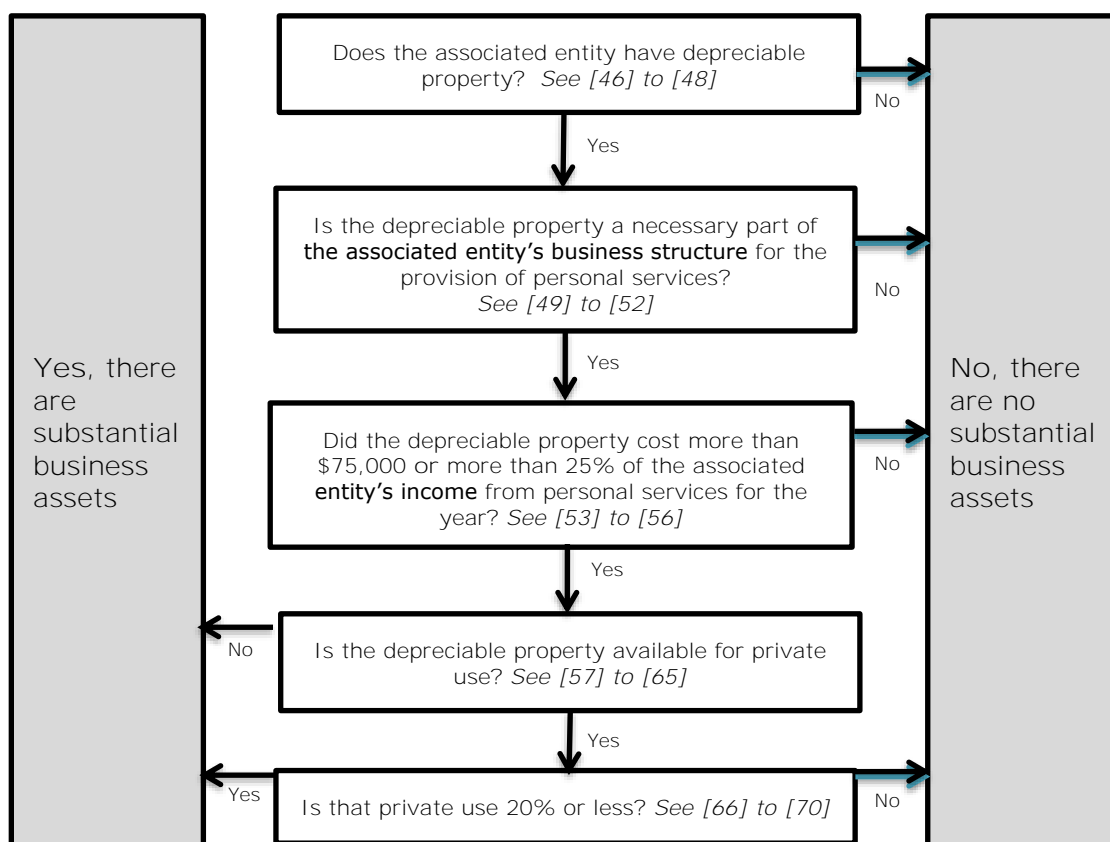 Does the associated entity have depreciable
property? See [46] to [48]
No
Yes
Is the depreciable property a necessary part of
the associated entity's business structure for the
provision of personal services?
See [49] to [52]
No
Yes
Yes, there
are
substantial
business
assets
No, there
are no
substantial
business
assets
Did the depreciable property cost more than
$75,000 or more than 25% of the associated
entity's income from personal services for the
year? See [53] to [56]
No
Yes
No
Is the depreciable property available for private
use? See [57] to [65]
Yes
Yes
Is that private use 20% or less? See [66] to [70]
No